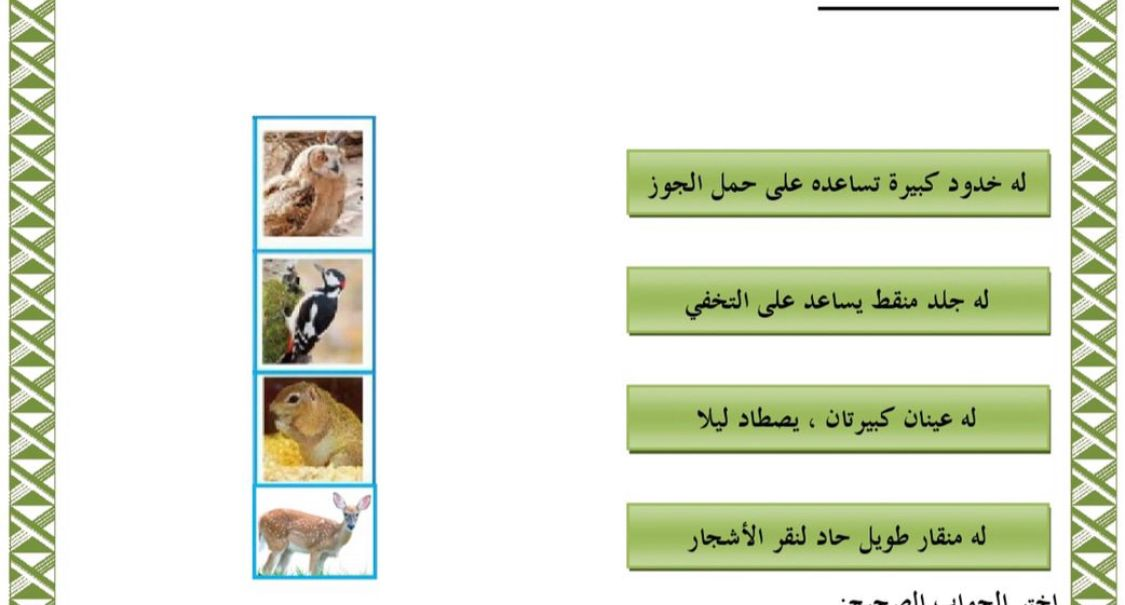 له خدود كبيرة تساعده على حمل الجوز
له جلد منقط يساعد على التخفي
له عينان كبيرتان ، يصطاد ليلا
له منقار طويل حاد لنقر الأشجار